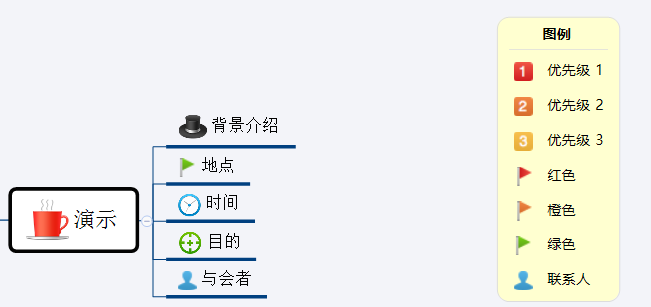 演示
背景介绍
地点
时间
目的
与会者
图例
1 优先级 1
2 优先级 2
3 优先级 3
红色
橙色
绿色
联系人